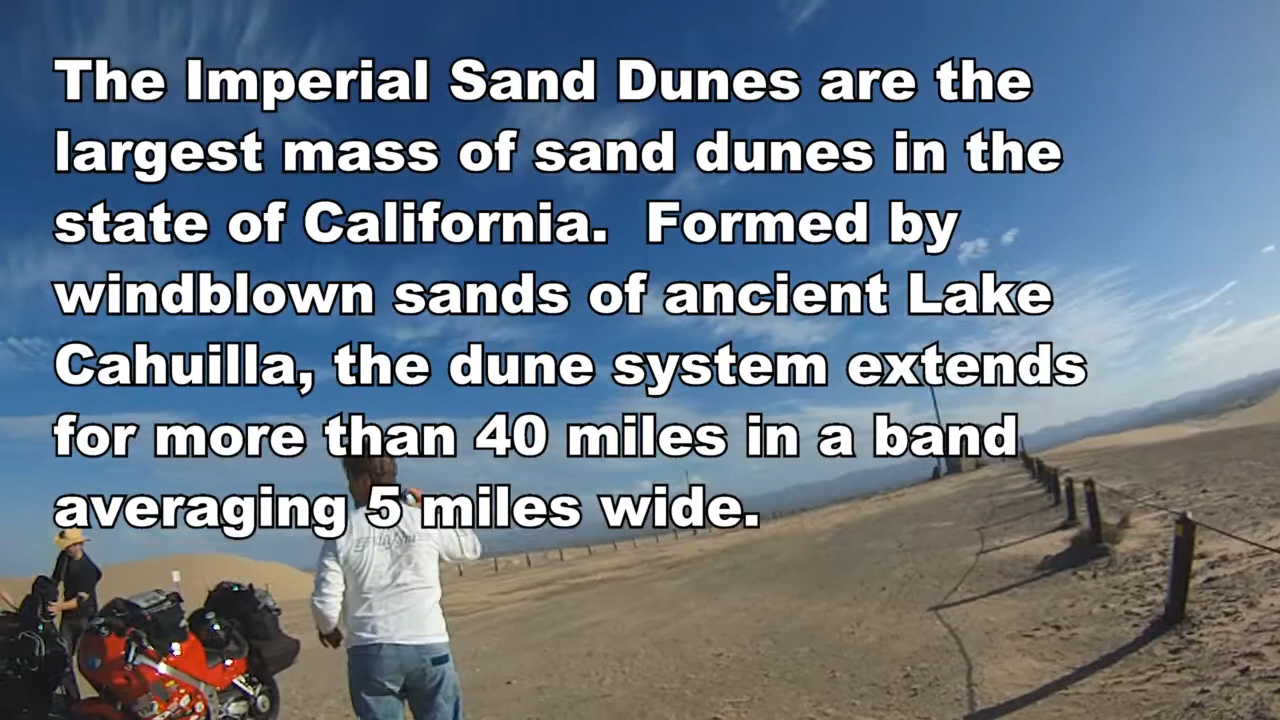 The Imperial Sand Dunes are the
largest mass of sand dunes in the
state of California.  Formed by
windblown sands of ancient Lake
Cahuilla, the dune system extends
for more than 40 miles in a band
averaging 5 miles wide.